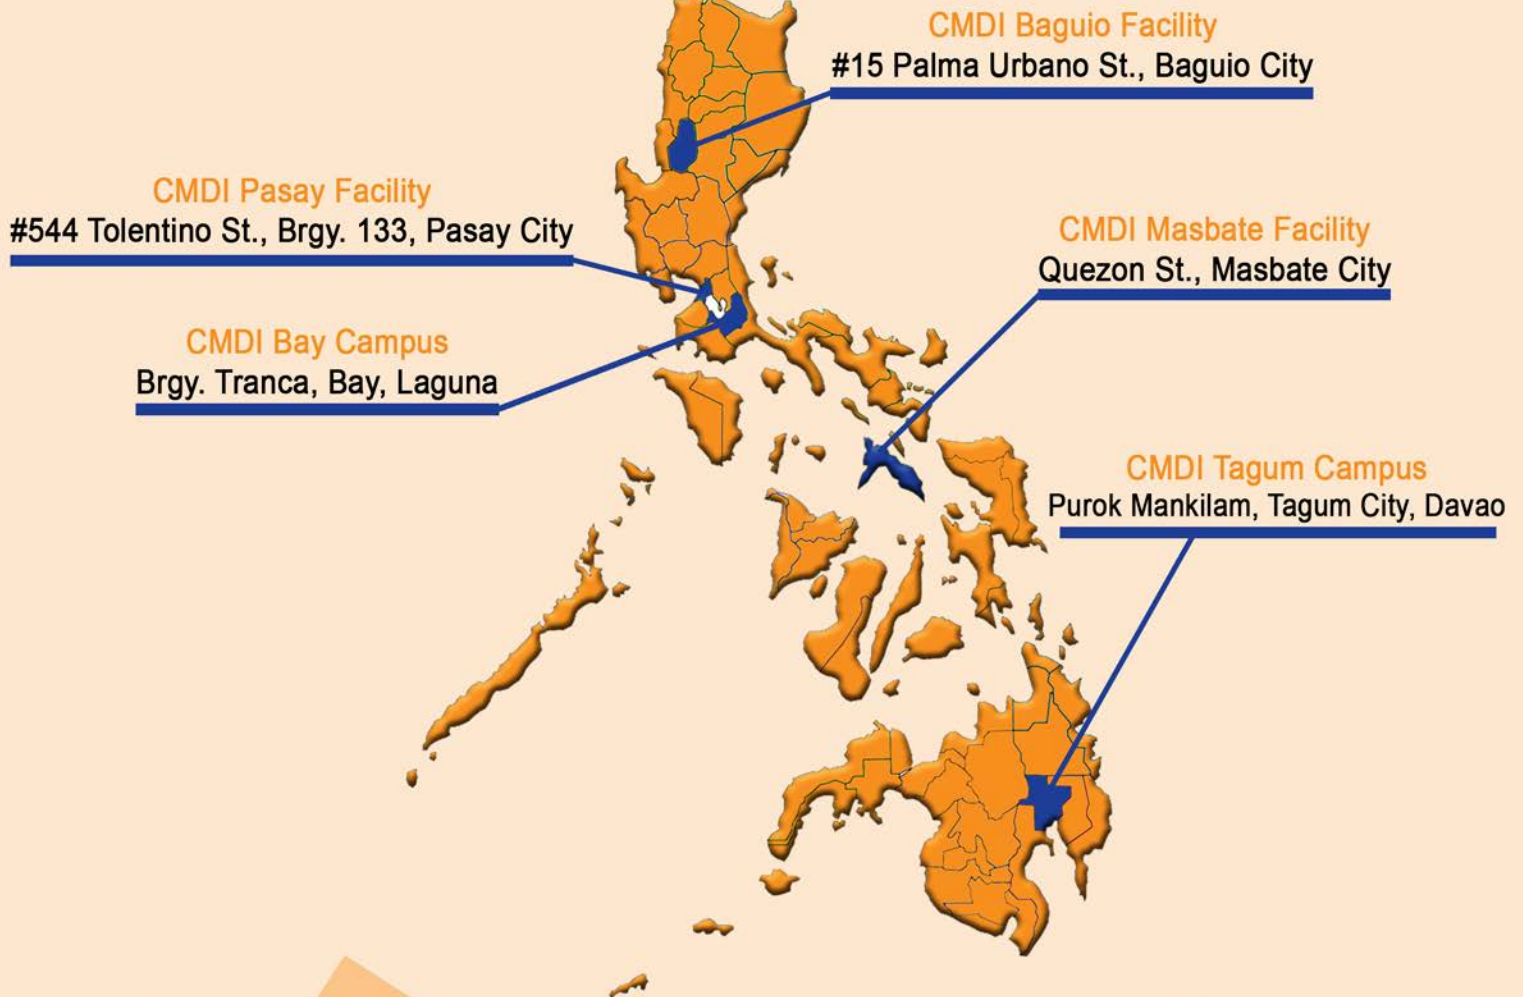 CMDI Baguio Facility
#15 Palma Urbano St., Baguio City
CMDI Pasay Facility
#544 Tolentino St., Brgy. 133, Pasay City
CMDI Masbate Facility
Quezon St., Masbate City
CMDI Bay Campus
Brgy. Tranca, Bay, Laguna
CMDI Tagum Campus
Purok Mankilam, Tagum City, Davao